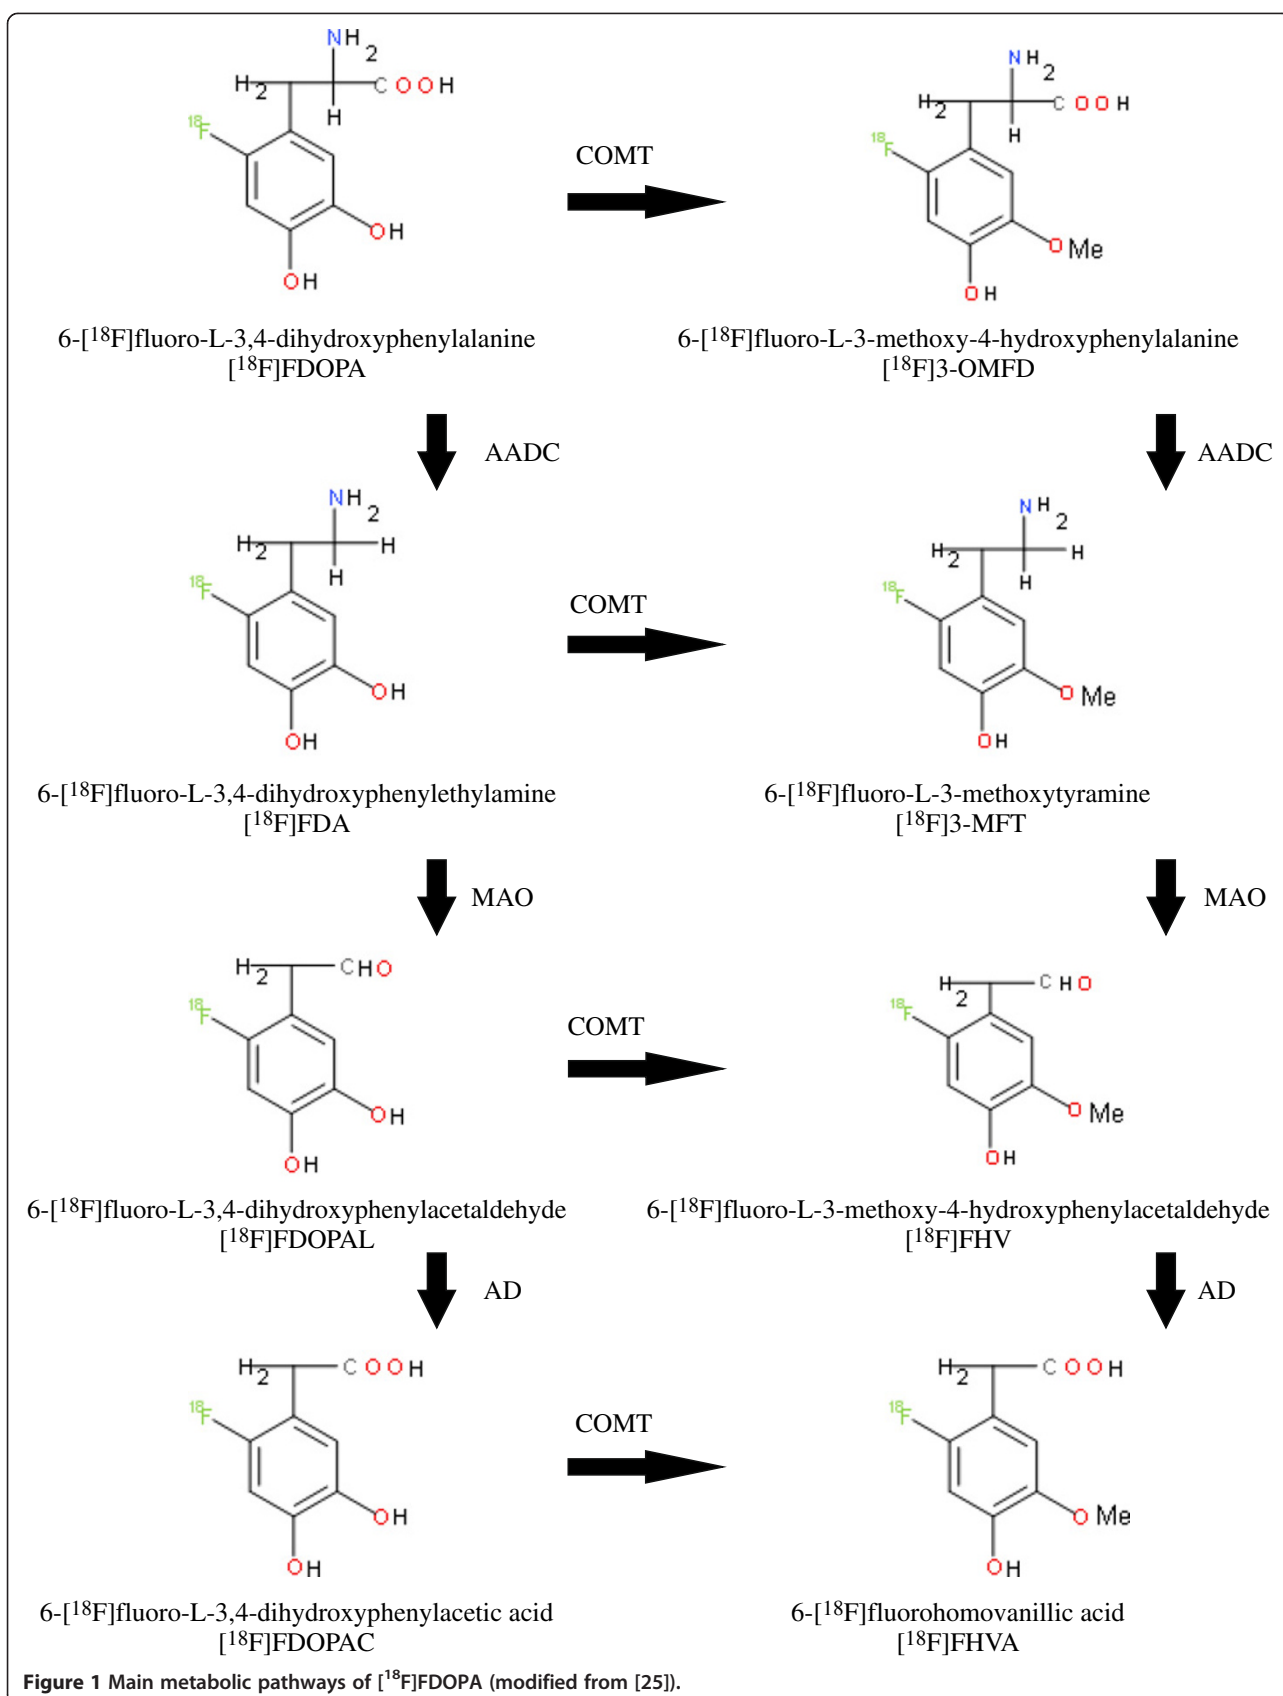 NH2
H2 COOH
H
18F
OH
OH
6-[18F]fluoro-L-3,4-dihydroxyphenylalanine
[18F]FDOPA
COMT
NH2
H2 COOH
H
18F
O Me
OH
6-[18F]fluoro-L-3-methoxy-4-hydroxyphenylalanine
[18F]3-OMFD
AADC
AADC
NH2
H2 H
H
18F
OH
OH
6-[18F]fluoro-L-3,4-dihydroxyphenylethylamine
[18F]FDA
COMT
NH2
H2 H
H
18F
O Me
OH
6-[18F]fluoro-L-3-methoxytyramine
[18F]3-MFT
MAO
MAO
H2 CHO
18F
OH
OH
6-[18F]fluoro-L-3,4-dihydroxyphenylacetaldehyde
[18F]FDOPAL
COMT
H2 CHO
18F
O Me
OH
6-[18F]fluoro-L-3-methoxy-4-hydroxyphenylacetaldehyde
[18F]FHV
AD
AD
H2 COOH
18F
OH
OH
6-[18F]fluoro-L-3,4-dihydroxyphenylacetic acid
[18F]FDOPAC
COMT
H2 COOH
18F
O Me
OH
6-[18F]fluorohomovanillic acid
[18F]FHVA
Figure 1 Main metabolic pathways of [18F]FDOPA (modified from [25]).